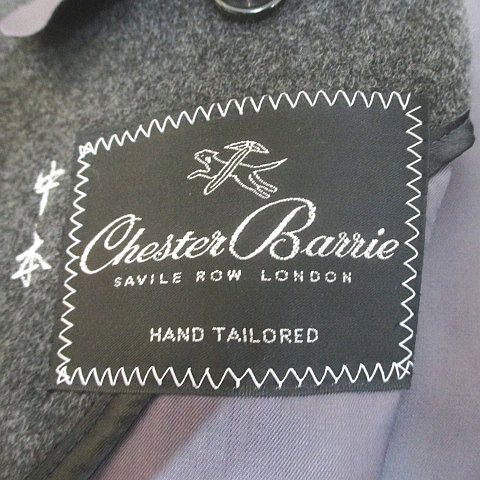 Chester Barrie
SAVILE ROW LONDON
HAND TAILORED
中本